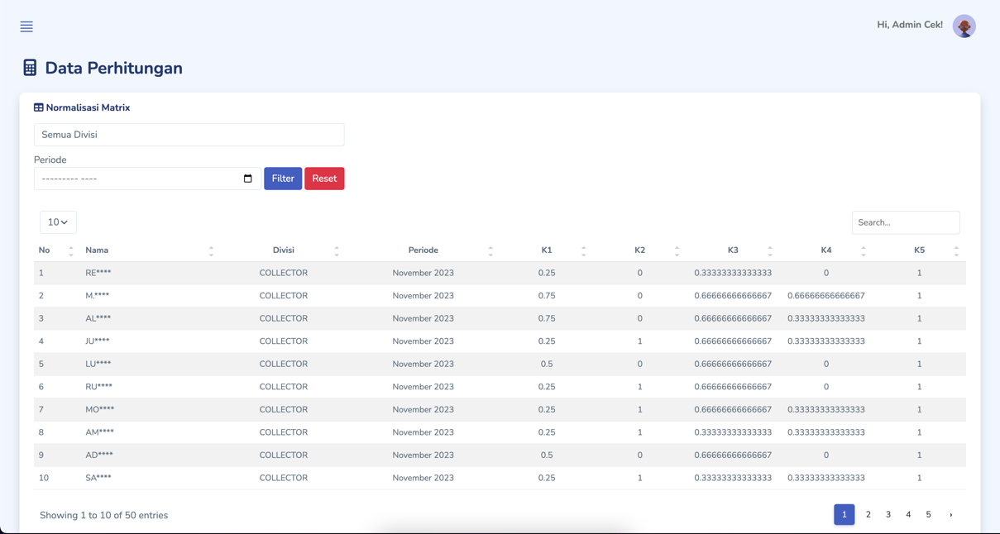 Hi, Admin Cek!
Data Perhitungan
Normalisasi Matrix
Semua Divisi
Periode
--------- ----
Filter Reset
10
Search...
No Nama Divisi Periode K1 K2 K3 K4 K5
1 RE**** COLLECTOR November 2023 0.25 0 0.33333333333333 0 1
2 M.**** COLLECTOR November 2023 0.75 0 0.66666666666667 0.66666666666667 1
3 AL**** COLLECTOR November 2023 0.75 0 0.66666666666667 0.33333333333333 1
4 JU**** COLLECTOR November 2023 0.25 1 0.66666666666667 0.33333333333333 1
5 LU**** COLLECTOR November 2023 0.5 0 0.66666666666667 0 1
6 RU**** COLLECTOR November 2023 0.25 1 0.66666666666667 0 1
7 MO**** COLLECTOR November 2023 0.25 1 0.66666666666667 0.33333333333333 1
8 AM**** COLLECTOR November 2023 0.25 1 0.33333333333333 0.33333333333333 1
9 AD**** COLLECTOR November 2023 0.5 0 0.66666666666667 0 1
10 SA**** COLLECTOR November 2023 0.25 1 0.33333333333333 0.33333333333333 1
Showing 1 to 10 of 50 entries
1 2 3 4 5 ›